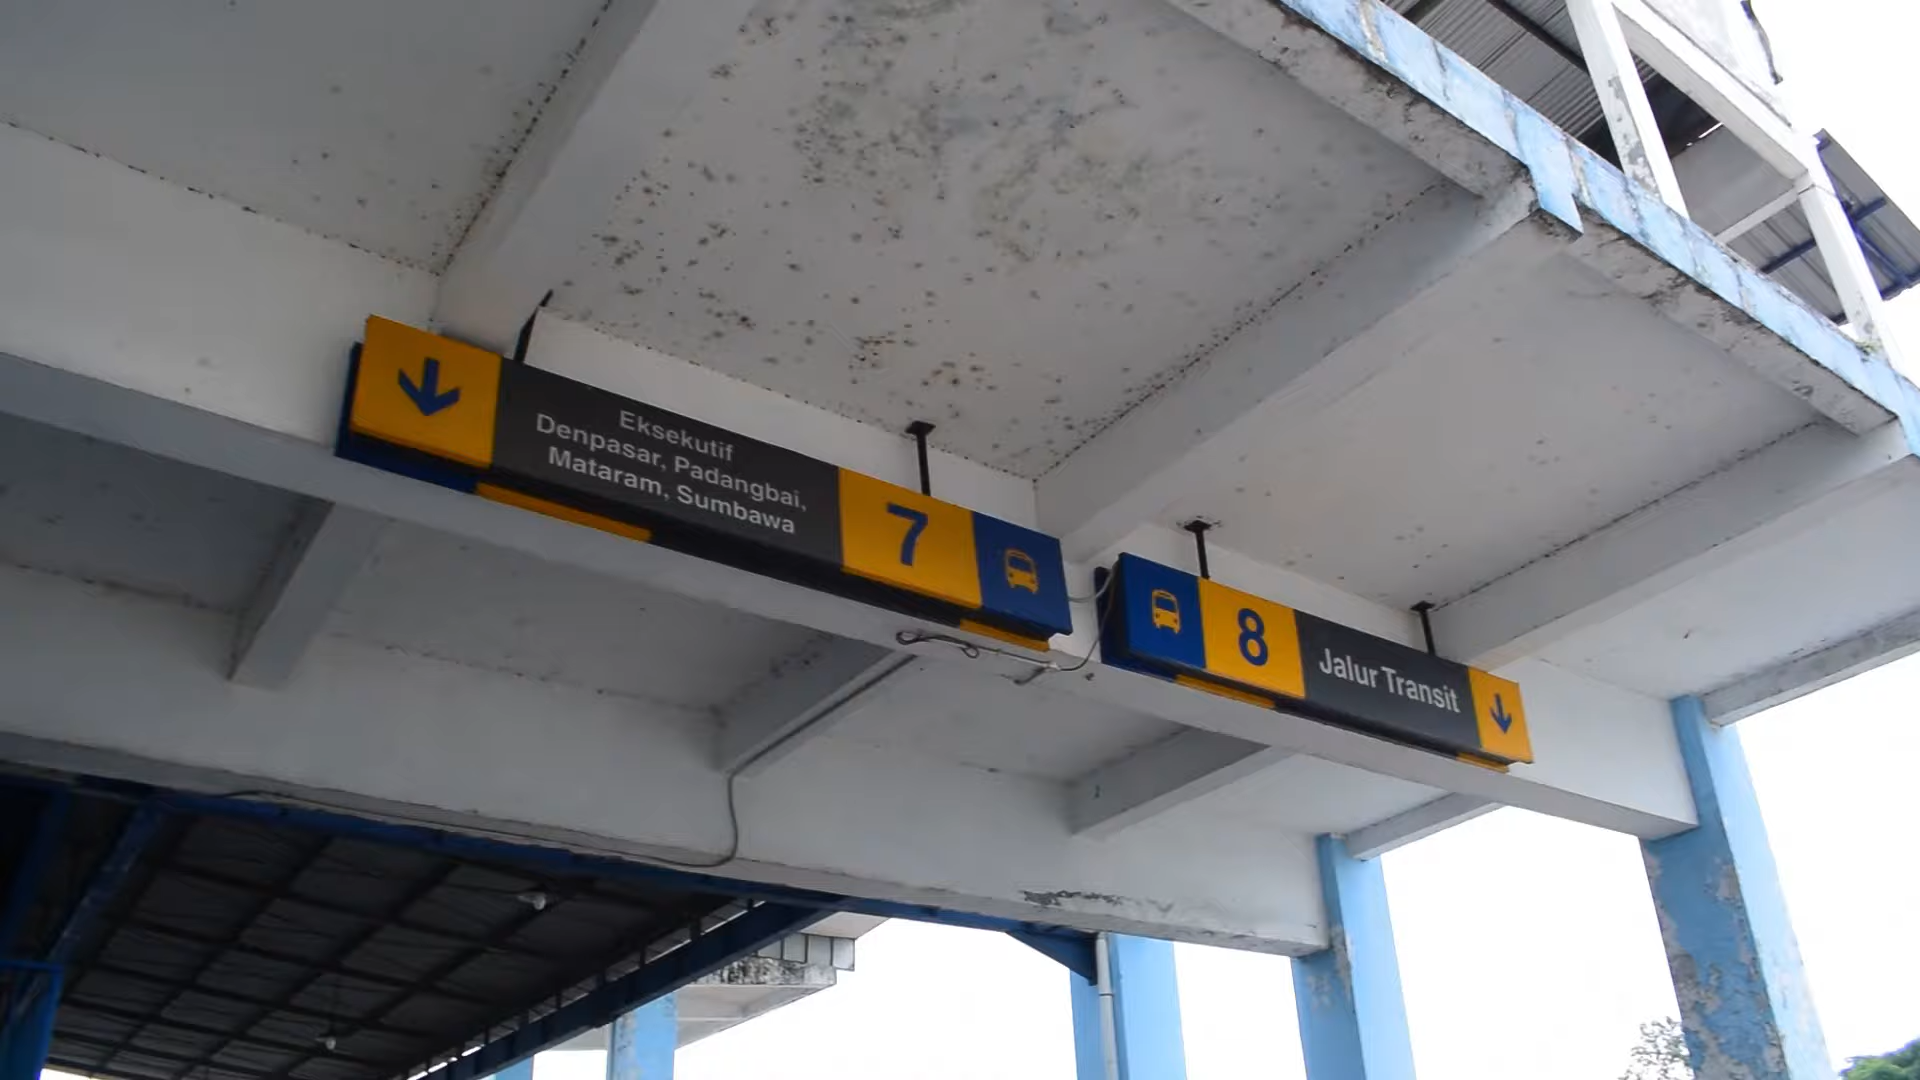 Eksekutif
Denpasar, Padangbai,
Mataram, Sumbawa
7
8
Jalur Transit